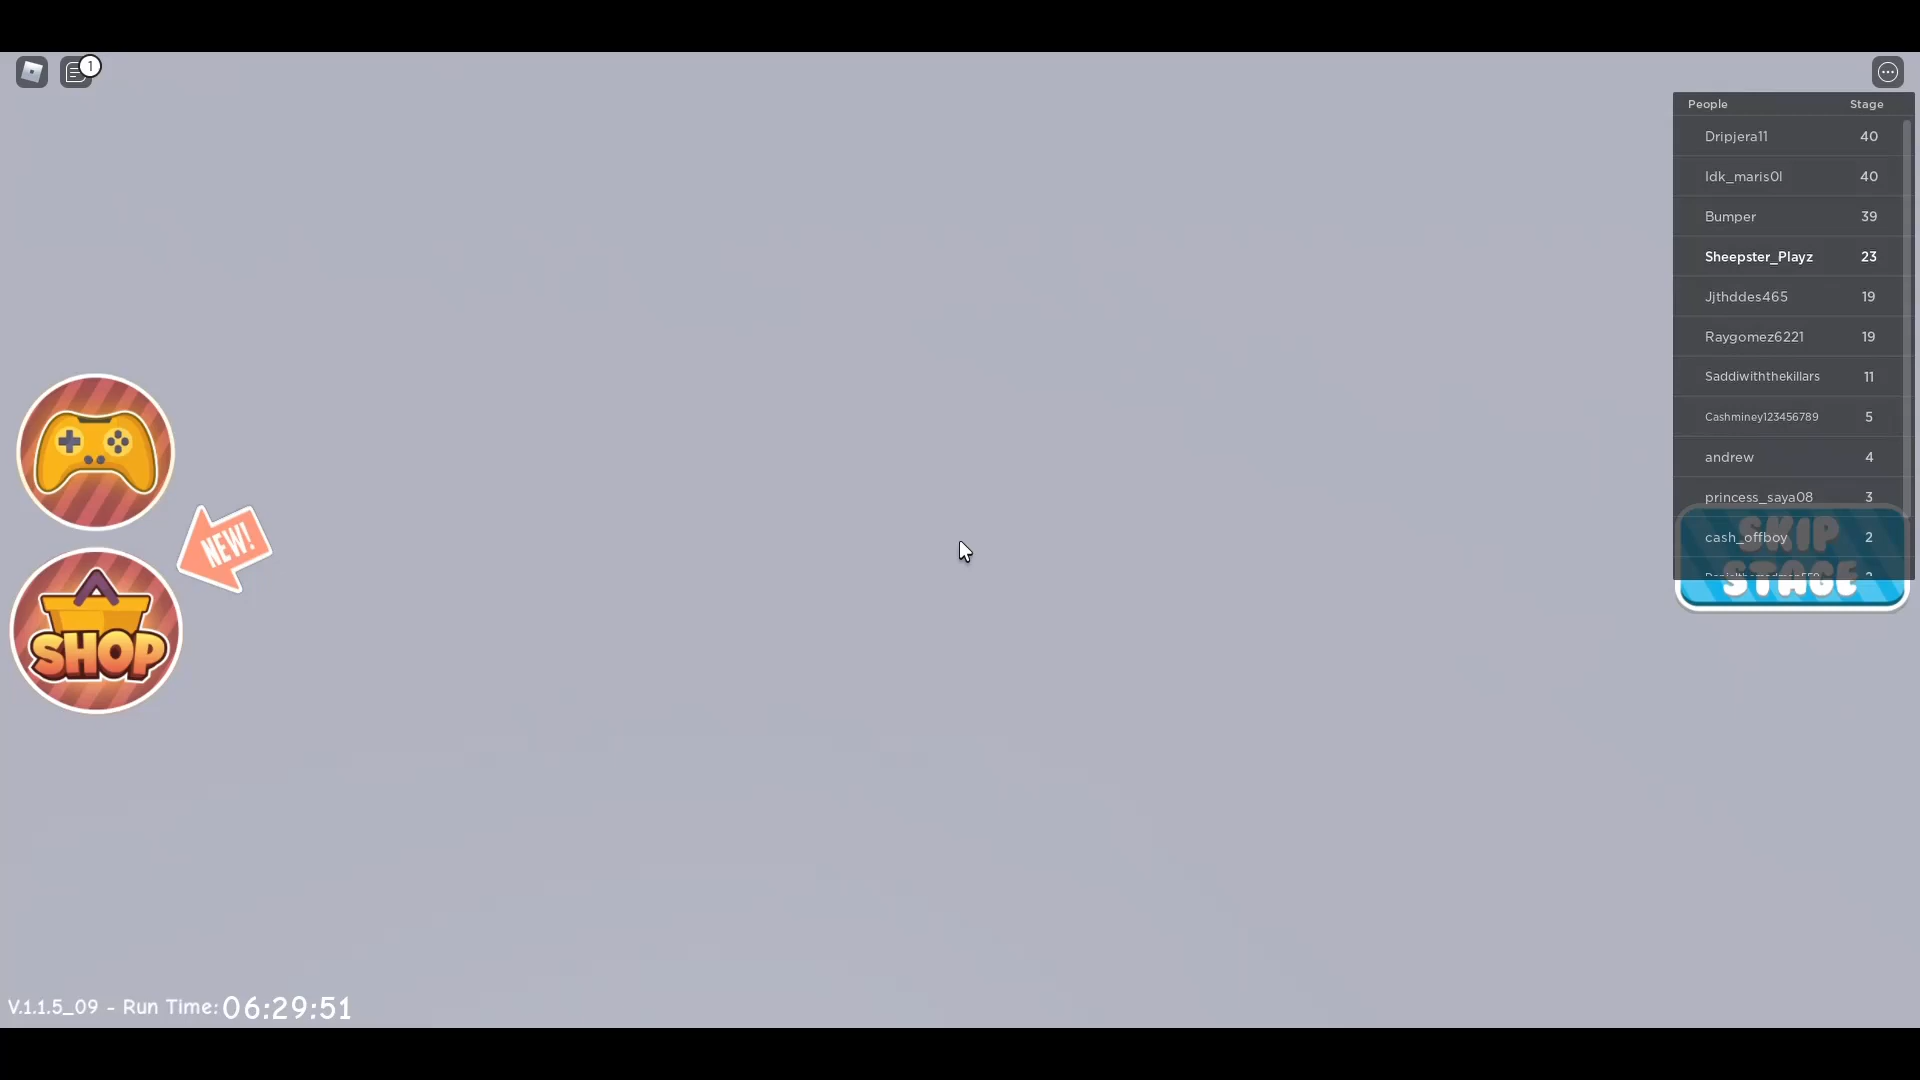 1
People Stage
Dripjera11 40
Idk_maris0l 40
Bumper 39
Sheepster_Playz 23
Jjthddes465 19
Raygomez6221 19
Saddiwiththekillars 11
Cashminey123456789 5
andrew 4
princess_saya08 3
cash_offboy 2
SKIP
STAGE
NEW!
SHOP
V.1.1.5_09 - Run Time: 06:29:51